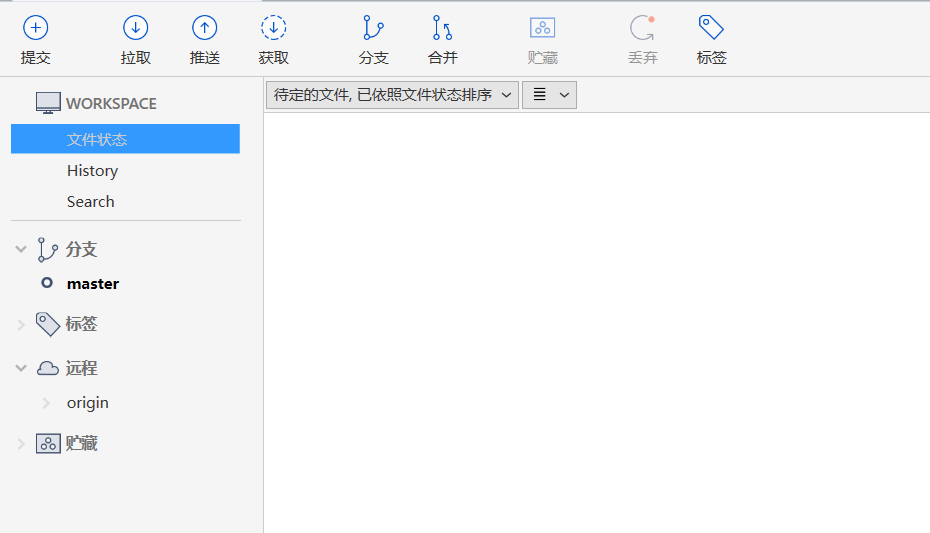 提交 拉取 推送 获取 分支 合并 贮藏 丢弃 标签
WORKSPACE
文件状态
History
Search
分支
master
标签
远程
origin
贮藏
待定的文件, 已依照文件状态排序